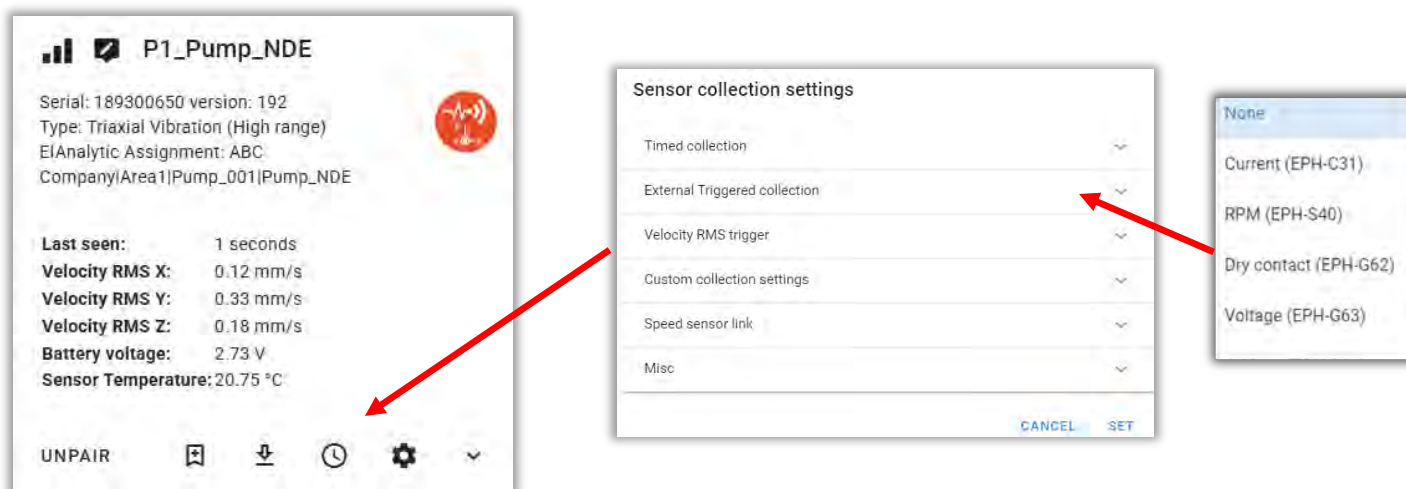 P1_Pump_NDE
Serial: 189300650 version: 192
Type: Triaxial Vibration (High range)
EIAnalytic Assignment: ABC
Company|Area1|Pump_001|Pump_NDE
Last seen: 1 seconds
Velocity RMS X: 0.12 mm/s
Velocity RMS Y: 0.33 mm/s
Velocity RMS Z: 0.18 mm/s
Battery voltage: 2.73 V
Sensor Temperature: 20.75 °C
UNPAIR
Sensor collection settings
Timed collection
External Triggered collection
Velocity RMS trigger
Custom collection settings
Speed sensor link
Misc
CANCEL SET
None
Current (EPH-C31)
RPM (EPH-S40)
Dry contact (EPH-G62)
Voltage (EPH-G63)